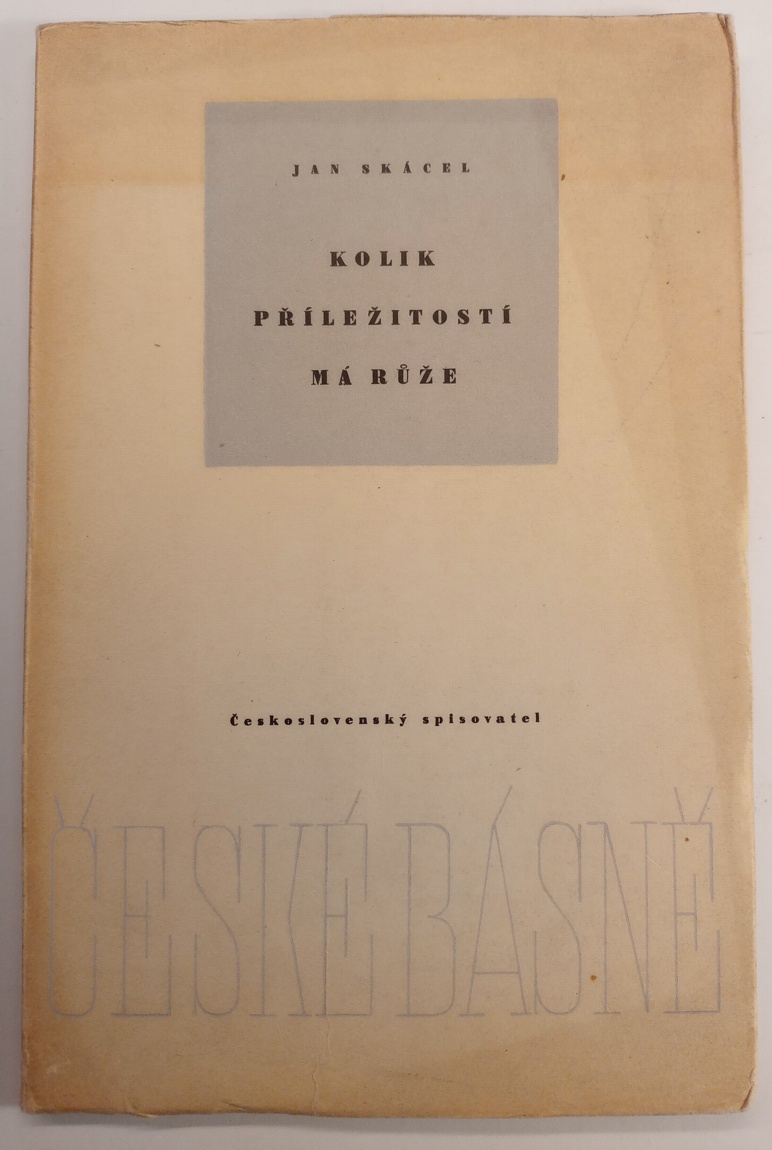 JAN SKÁCEL
KOLIK
PŘÍLEŽITOSTÍ
MÁ RŮŽE
Československý spisovatel
ČESKÉ BÁSNĚ